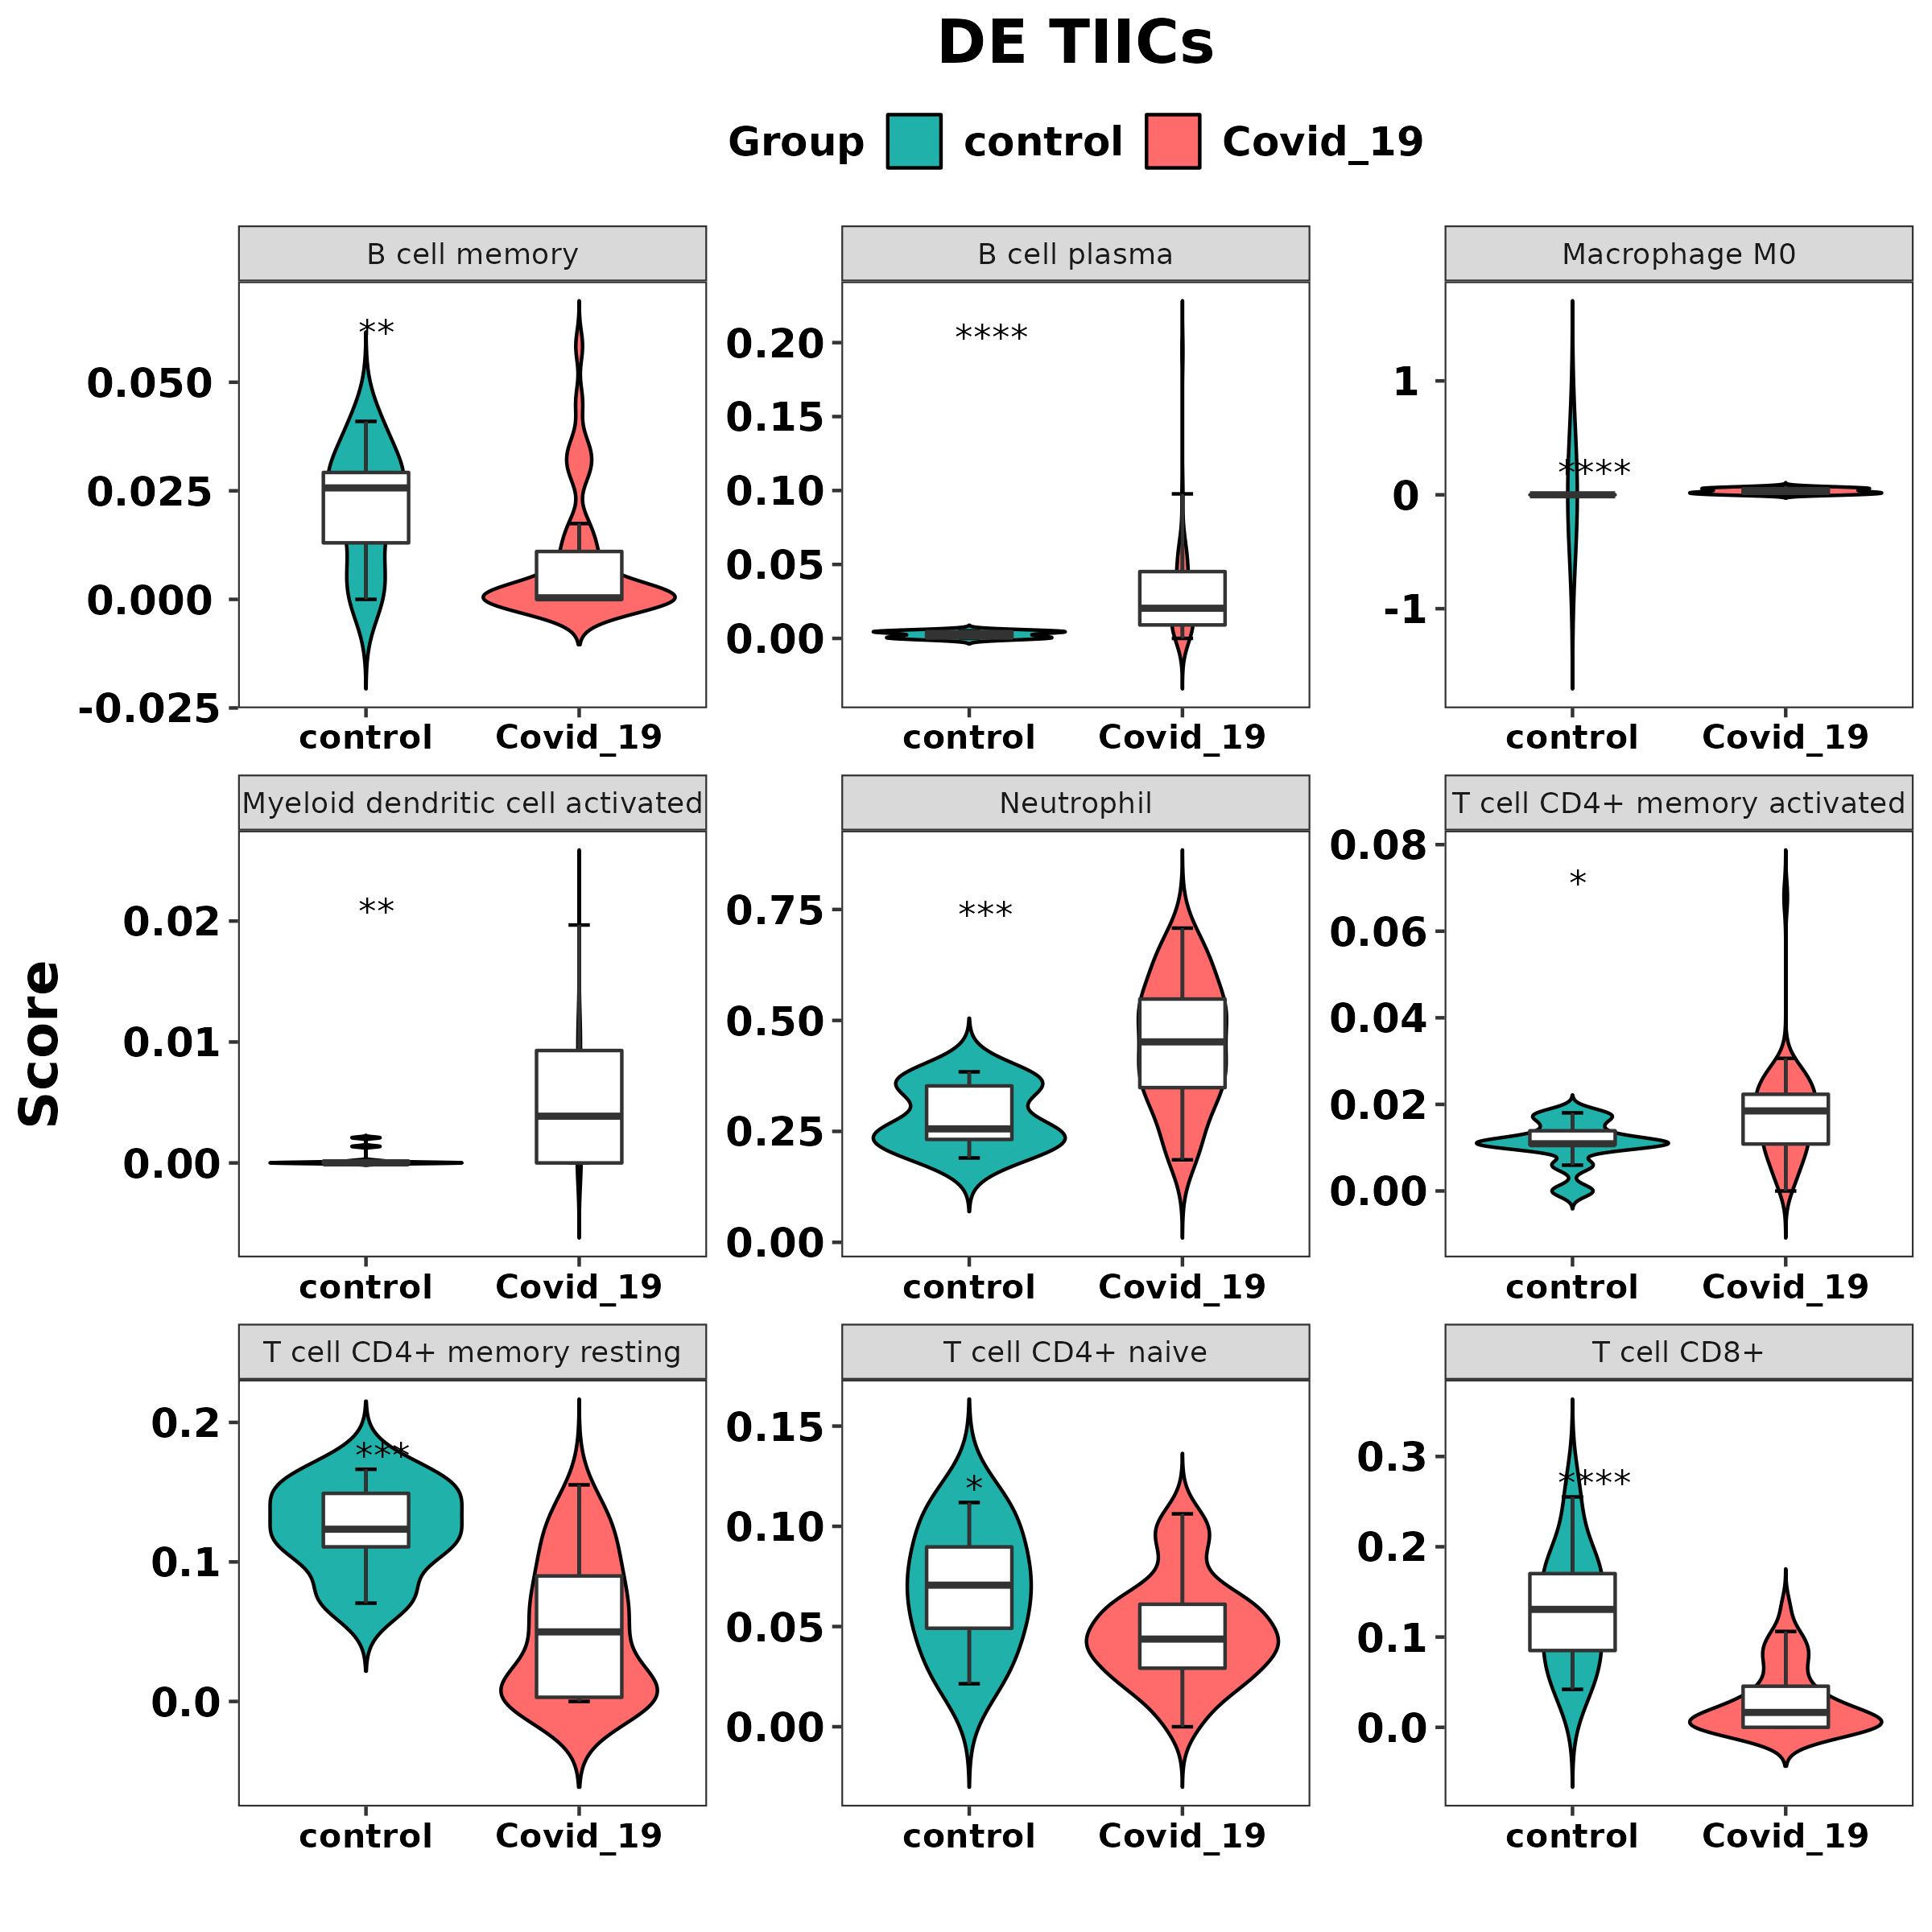 DE TIICs
Group control Covid_19
B cell memory B cell plasma Macrophage M0
** **** ****
0.050 0.20 1
0.025 0.15 0
0.000 0.10 -1
-0.025 0.05
0.00
control Covid_19 control Covid_19 control Covid_19
Myeloid dendritic cell activated Neutrophil T cell CD4+ memory activated
** *** *
0.02 0.75 0.08
0.01 0.50 0.06
0.00 0.25 0.04
0.00 0.02
0.00
Score
control Covid_19 control Covid_19 control Covid_19
T cell CD4+ memory resting T cell CD4+ naive T cell CD8+
*** * ****
0.2 0.15 0.3
0.1 0.10 0.2
0.0 0.05 0.1
0.00 0.0
control Covid_19 control Covid_19 control Covid_19